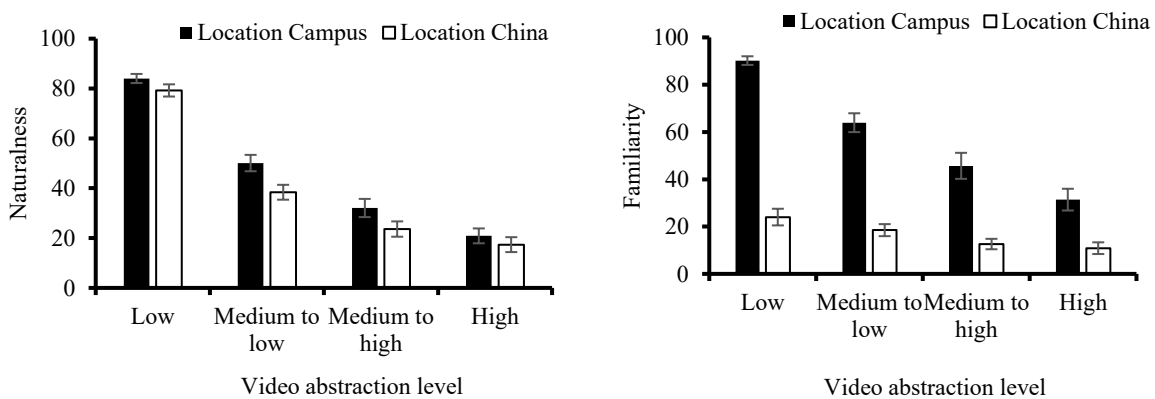 Location Campus Location China
Naturalness
100
80
60
40
20
0
Low Medium to low Medium to high High
Video abstraction level
Location Campus Location China
Familiarity
100
80
60
40
20
0
Low Medium to low Medium to high High
Video abstraction level